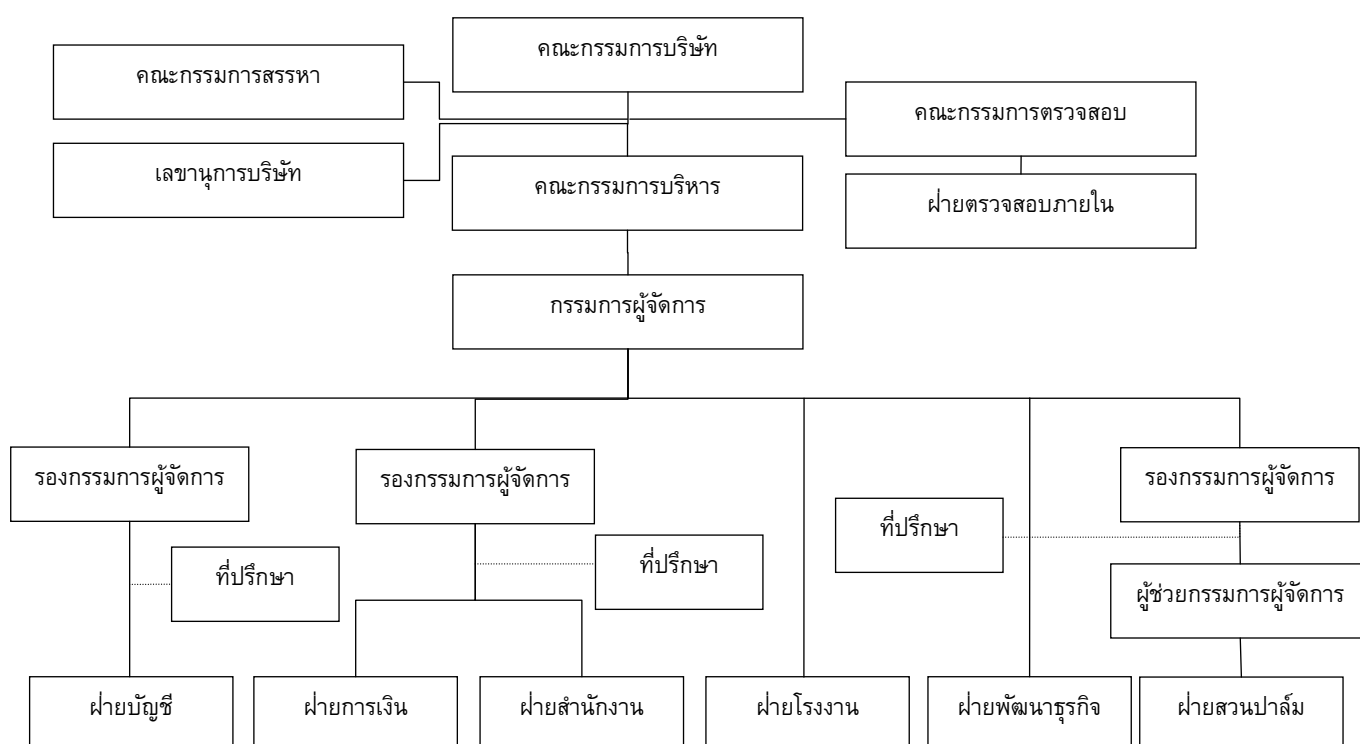 คณะกรรมการบริษัท
คณะกรรมการสรรหา
คณะกรรมการตรวจสอบ
เลขานุการบริษัท
คณะกรรมการบริหาร
ฝ่ายตรวจสอบภายใน
กรรมการผู้จัดการ
รองกรรมการผู้จัดการ
รองกรรมการผู้จัดการ
รองกรรมการผู้จัดการ
ที่ปรึกษา
ที่ปรึกษา
ที่ปรึกษา
ผู้ช่วยกรรมการผู้จัดการ
ฝ่ายบัญชี
ฝ่ายการเงิน
ฝ่ายสำนักงาน
ฝ่ายโรงงาน
ฝ่ายพัฒนาธุรกิจ
ฝ่ายสวนปาล์ม